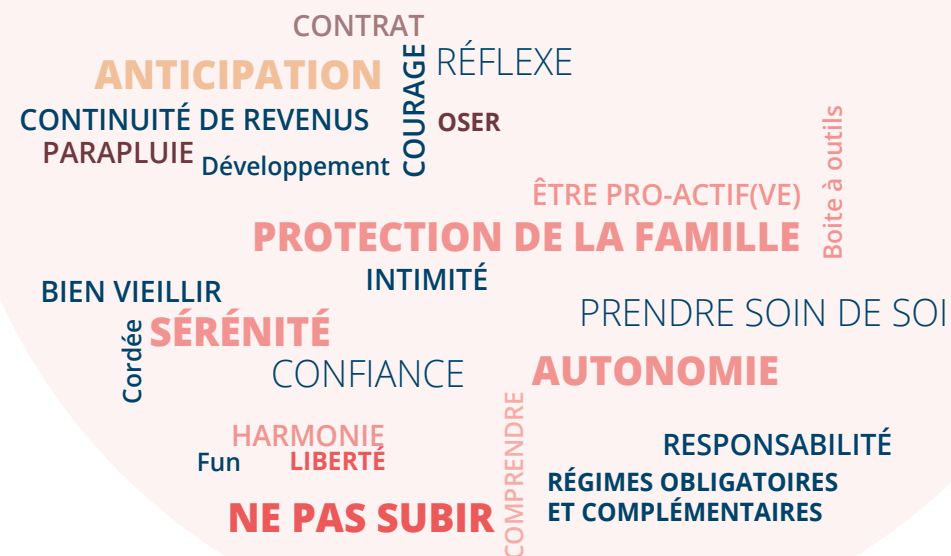 CONTRAT
ANTICIPATION
COURAGE
RÉFLEXE
CONTINUITÉ DE REVENUS
OSER
PARAPLUIE
Développement
Boite à outils
ÊTRE PRO-ACTIF(VE)
PROTECTION DE LA FAMILLE
INTIMITÉ
BIEN VIEILLIR
PRENDRE SOIN DE SOI
Cordée
SÉRÉNITÉ
CONFIANCE
AUTONOMIE
COMPRENDRE
HARMONIE
RESPONSABILITÉ
Fun
LIBERTÉ
RÉGIMES OBLIGATOIRES
ET COMPLÉMENTAIRES
NE PAS SUBIR